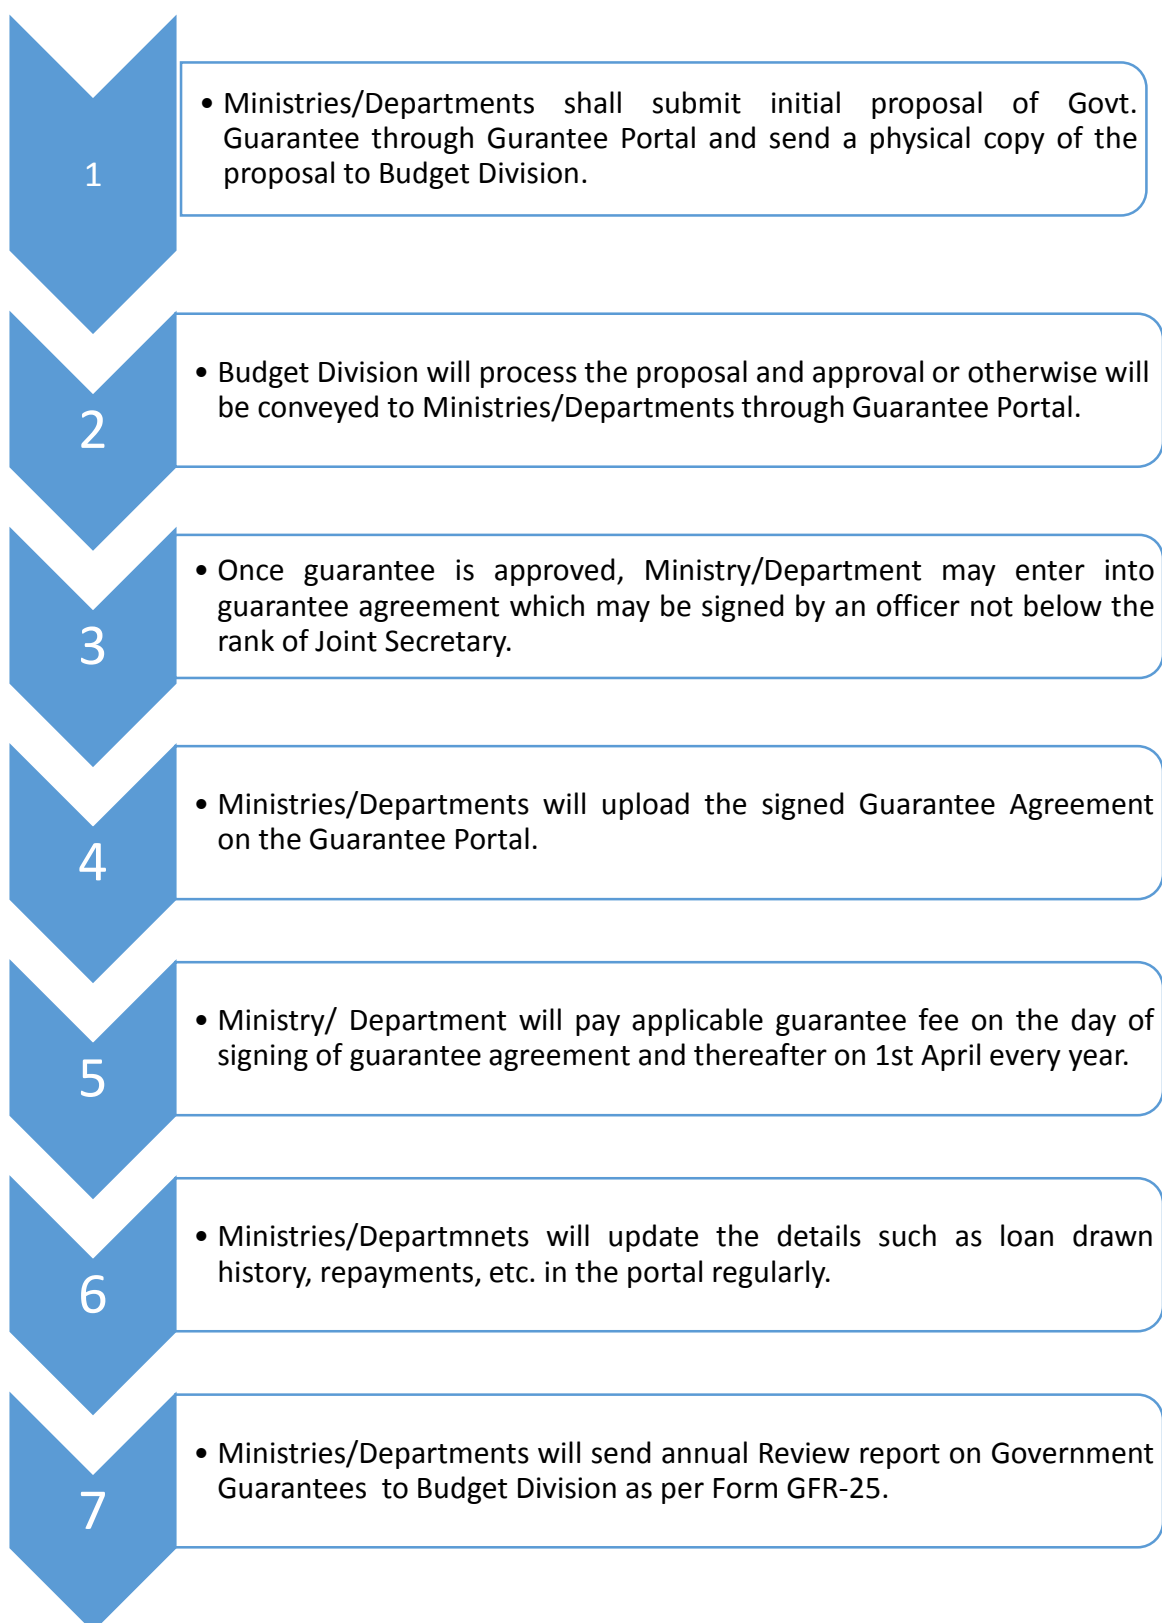 1
• Ministries/Departments shall submit initial proposal of Govt.
Guarantee through Gurantee Portal and send a physical copy of the
proposal to Budget Division.
2
• Budget Division will process the proposal and approval or otherwise will
be conveyed to Ministries/Departments through Guarantee Portal.
3
• Once guarantee is approved, Ministry/Department may enter into
guarantee agreement which may be signed by an officer not below the
rank of Joint Secretary.
4
• Ministries/Departments will upload the signed Guarantee Agreement
on the Guarantee Portal.
5
• Ministry/ Department will pay applicable guarantee fee on the day of
signing of guarantee agreement and thereafter on 1st April every year.
6
• Ministries/Departmnets will update the details such as loan drawn
history, repayments, etc. in the portal regularly.
7
• Ministries/Departments will send annual Review report on Government
Guarantees to Budget Division as per Form GFR-25.